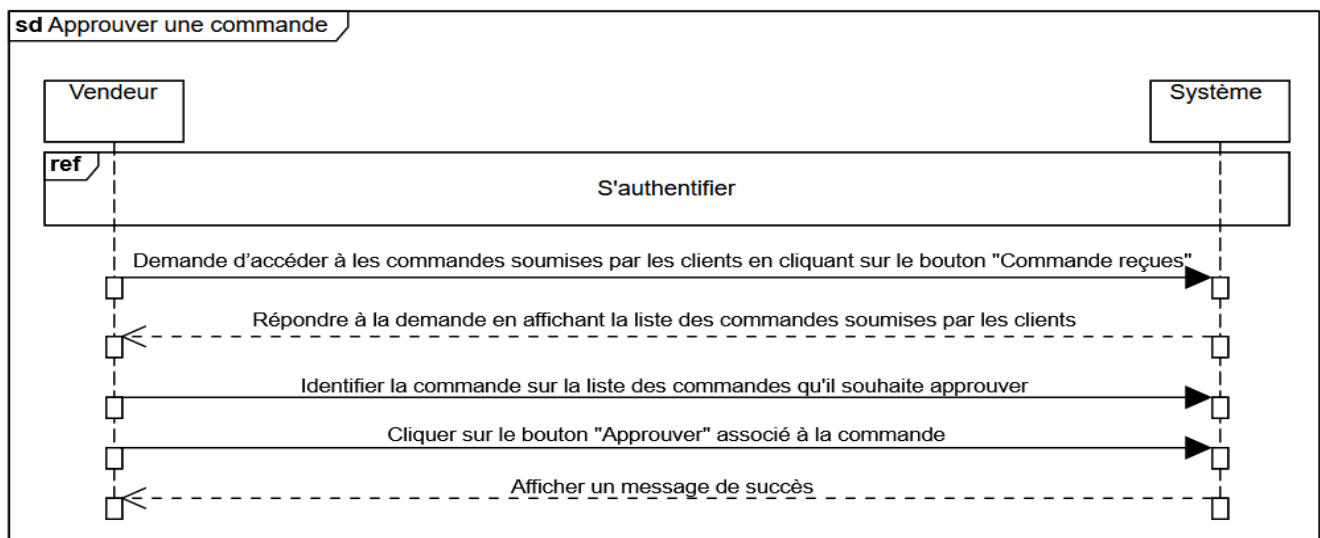 sd Approuver une commande
Vendeur
Système
ref
S'authentifier
Demande d’accéder à les commandes soumises par les clients en cliquant sur le bouton "Commande reçues"
Répondre à la demande en affichant la liste des commandes soumises par les clients
Identifier la commande sur la liste des commandes qu'il souhaite approuver
Cliquer sur le bouton "Approuver" associé à la commande
Afficher un message de succès